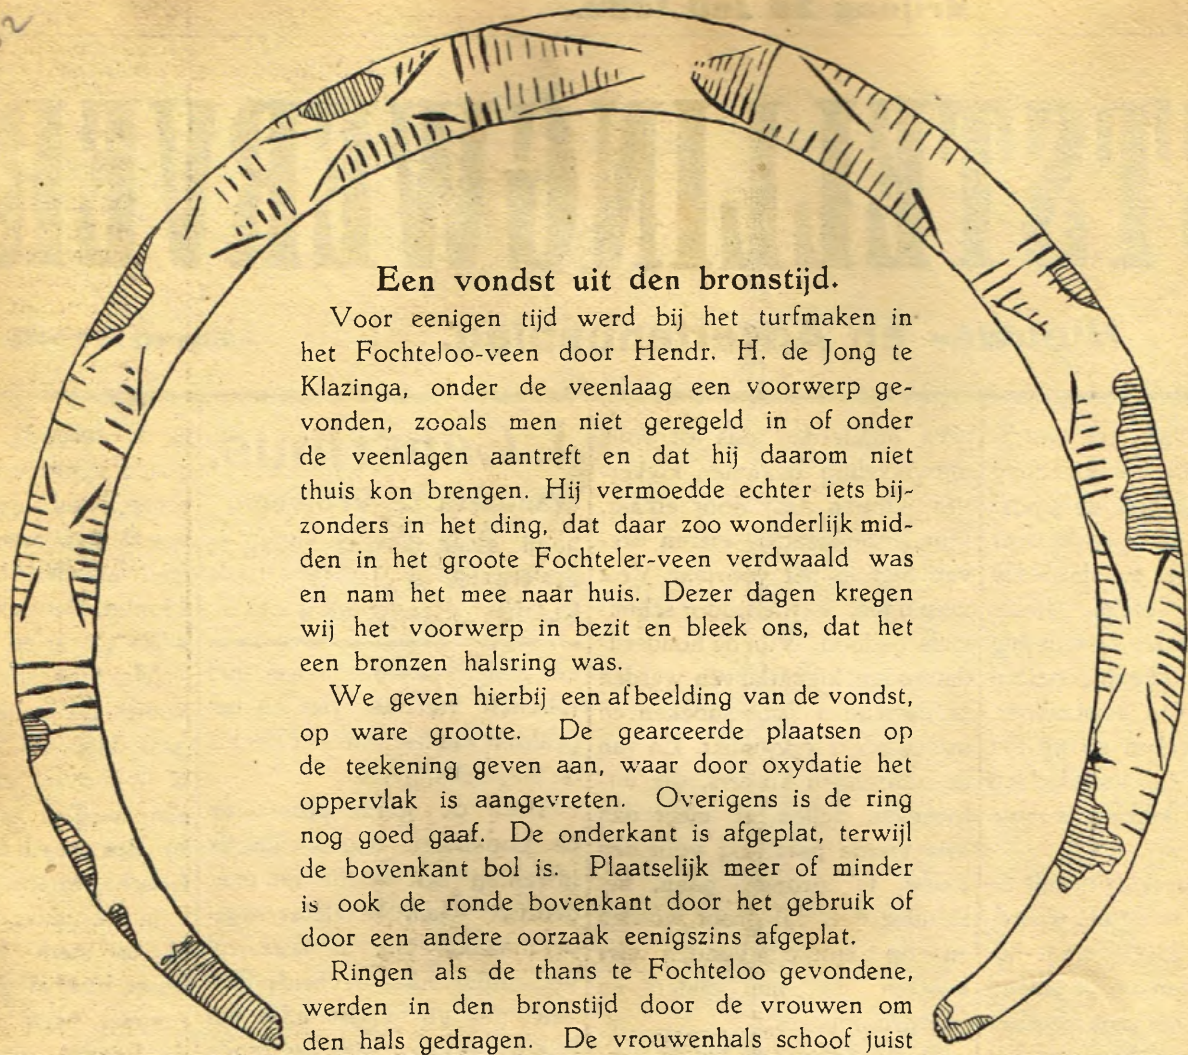 Een vondst uit den bronstijd.
Voor eenigen tijd werd bij het turfmaken in
het Fochteloo-veen door Hendr. H. de Jong te
Klazinga, onder de veenlaag een voorwerp ge-
vonden, zooals men niet geregeld in of onder
de veenlagen aantreft en dat hij daarom niet
thuis kon brengen. Hij vermoedde echter iets bij-
zonders in het ding, dat daar zoo wonderlijk mid-
den in het groote Fochteler-veen verdwaald was
en nam het mee naar huis. Dezer dagen kregen
wij het voorwerp in bezit en bleek ons, dat het
een bronzen halsring was.
We geven hierbij een afbeelding van de vondst,
op ware grootte. De gearceerde plaatsen op
de teekening geven aan, waar door oxydatie het
oppervlak is aangevreten. Overigens is de ring
nog goed gaaf. De onderkant is afgeplat, terwijl
de bovenkant bol is. Plaatselijk meer of minder
is ook de ronde bovenkant door het gebruik of
door een andere oorzaak eenigszins afgeplat.
Ringen als de thans te Fochteloo gevondene,
werden in den bronstijd door de vrouwen om
den hals gedragen. De vrouwenhals schoof juist